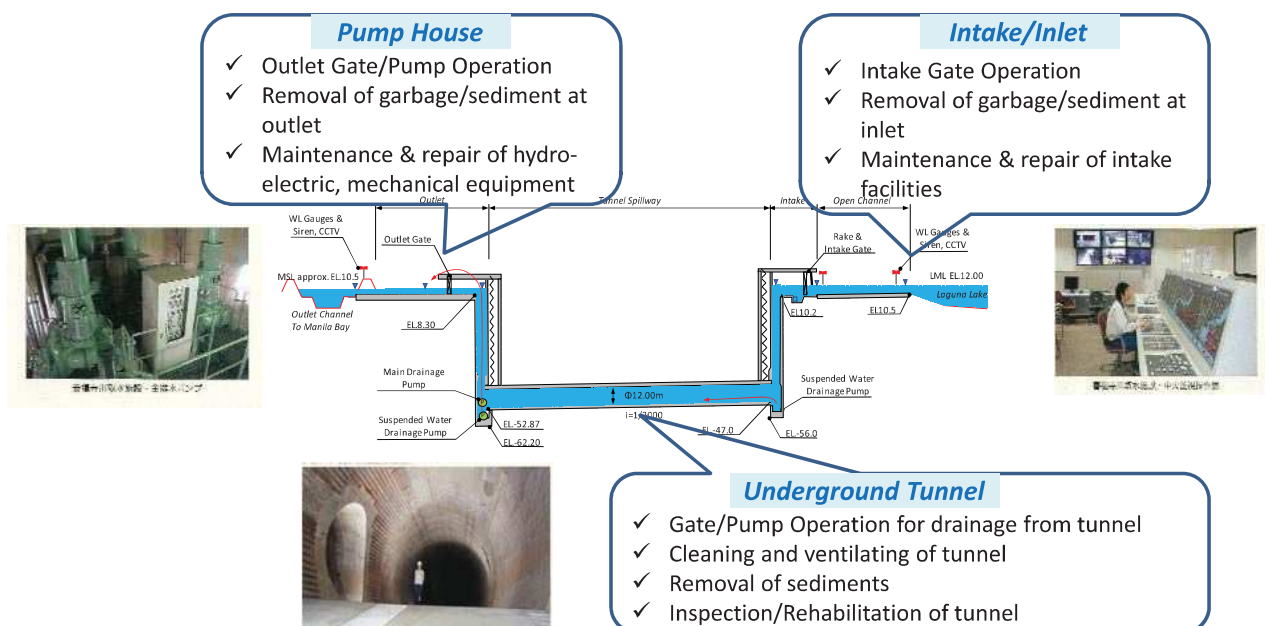 Pump House
✓ Outlet Gate/Pump Operation
✓ Removal of garbage/sediment at
outlet
✓ Maintenance & repair of hydro-
electric, mechanical equipment
Intake/Inlet
✓ Intake Gate Operation
✓ Removal of garbage/sediment at
inlet
✓ Maintenance & repair of intake
facilities
Outlet
Tunnel Spillway
Intake
Open Channel
WL Gauges &
Siren, CCTV
Outlet Gate
Rake &
Intake Gate
WL Gauges &
Siren, CCTV
MSL approx. EL.10.5
LML EL.12.00
Laguna Lake
Outlet Channel
To Manila Bay
EL.8.30
EL10.2
EL10.5
Main Drainage
Pump
Suspended Water
Drainage Pump
Φ12.00m
i=1/3000
Suspended Water
Drainage Pump
EL.-52.87
EL.-62.20
EL.-47.0
EL.-56.0
Underground Tunnel
✓ Gate/Pump Operation for drainage from tunnel
✓ Cleaning and ventilating of tunnel
✓ Removal of sediments
✓ Inspection/Rehabilitation of tunnel